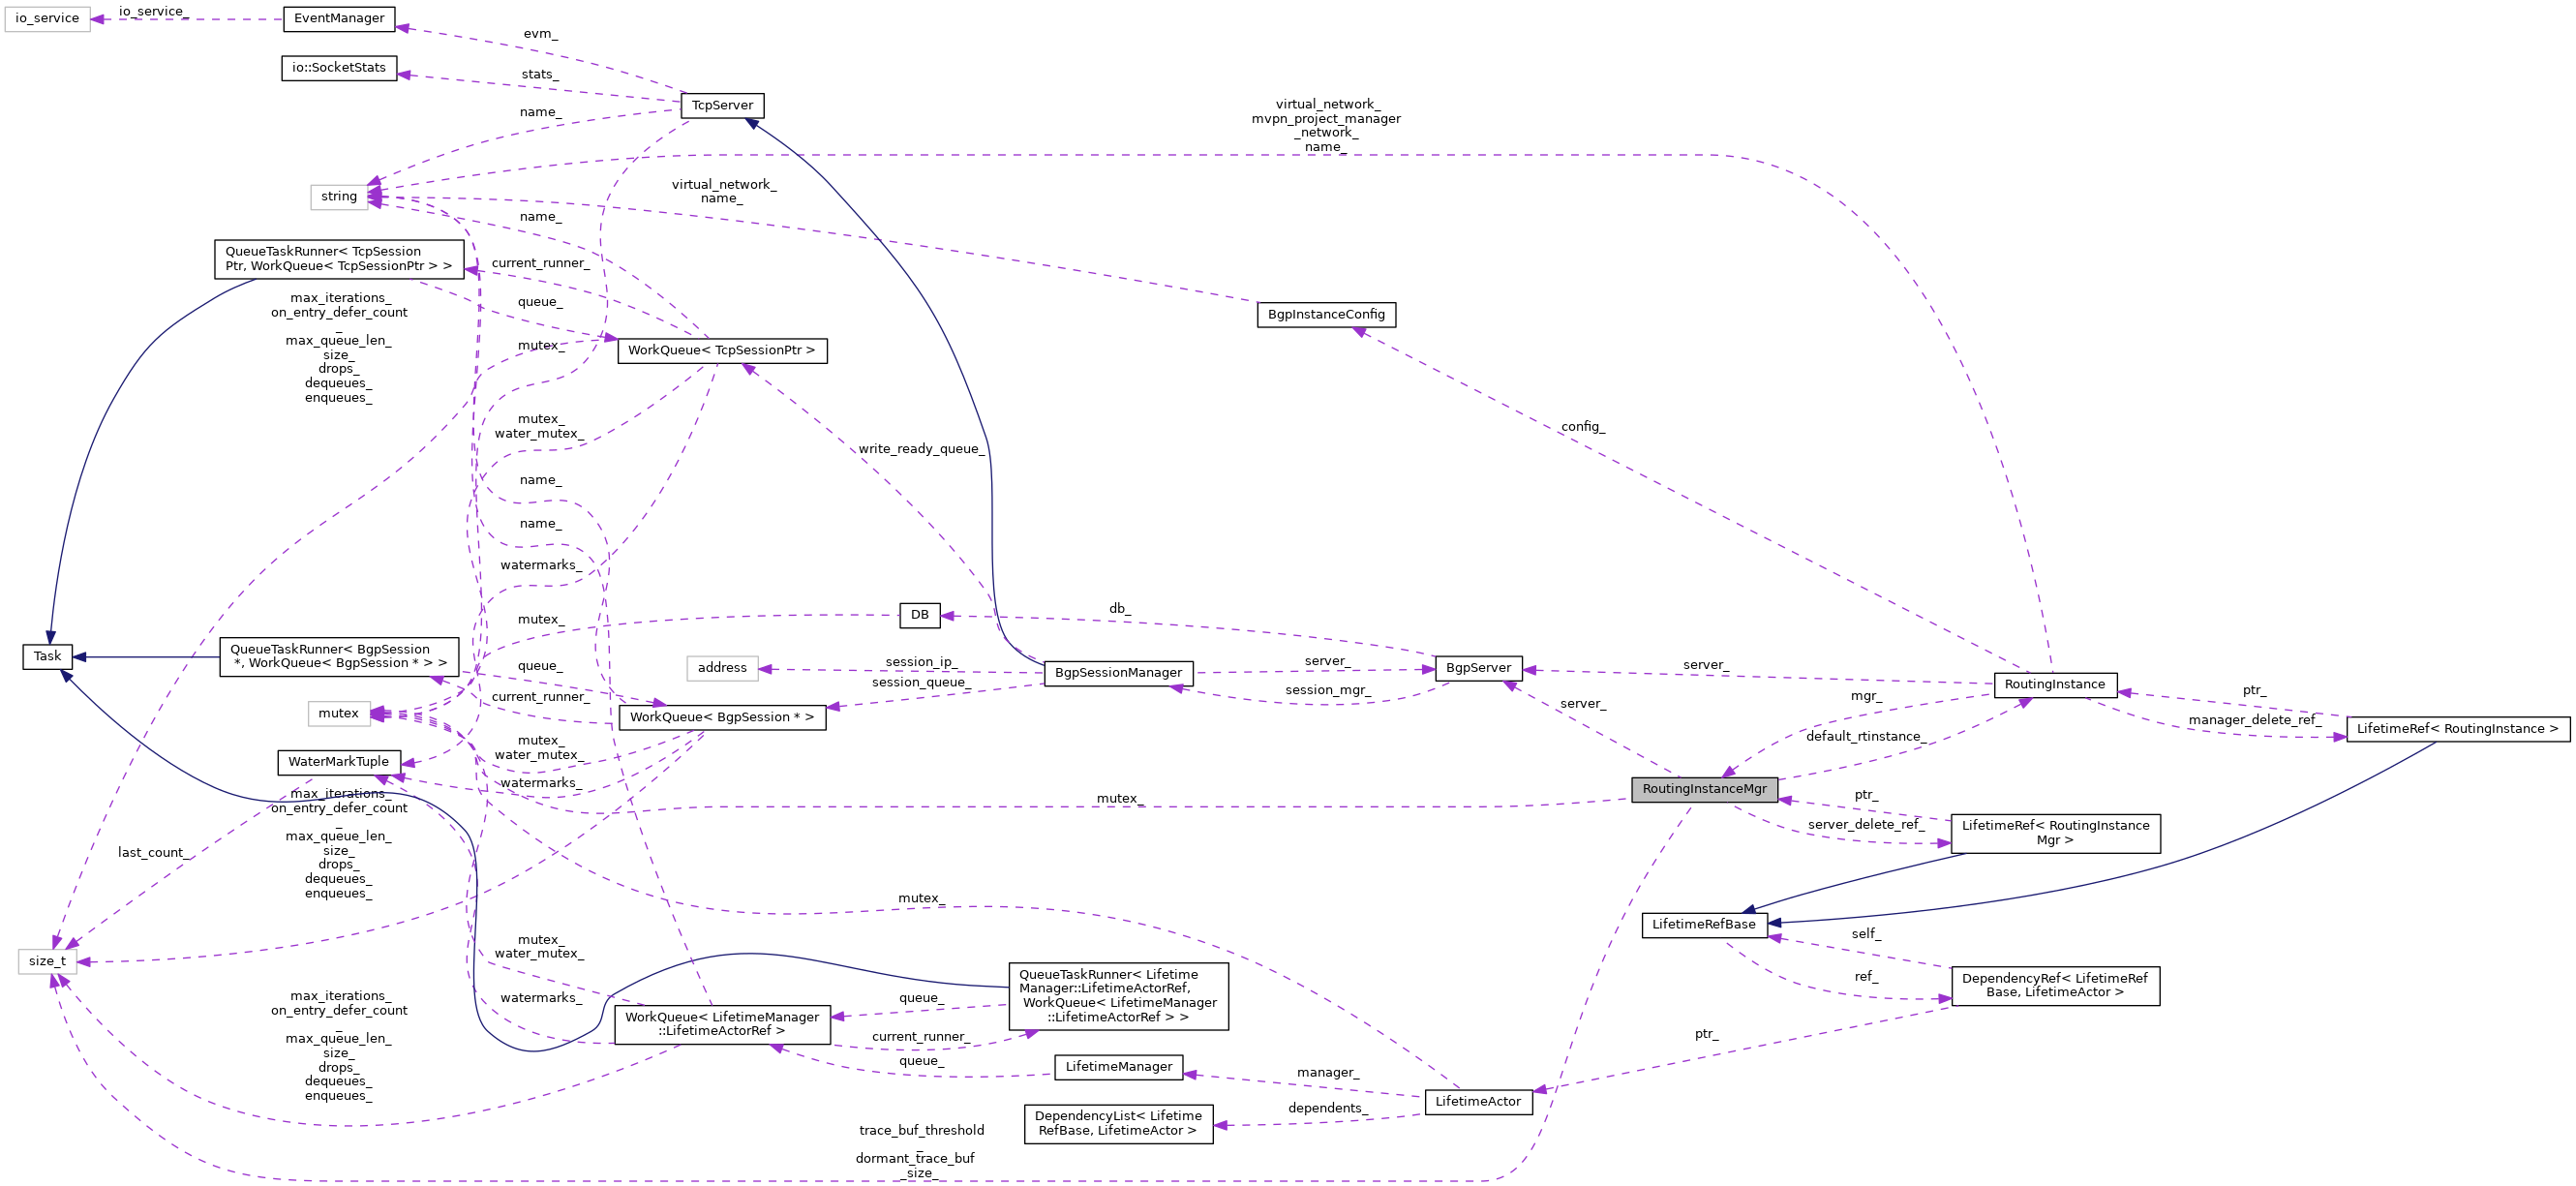 io_service
io_service_
EventManager
evm_
io::SocketStats
stats_
TcpServer
name_
virtual_network_
mvpn_project_manager
_network_
name_
string
virtual_network_
name_
name_
QueueTaskRunner< TcpSession
Ptr, WorkQueue< TcpSessionPtr > >
current_runner_
queue_
max_iterations_
on_entry_defer_count
_
max_queue_len_
size_
drops_
dequeues_
enqueues_
mutex_
WorkQueue< TcpSessionPtr >
BgpInstanceConfig
mutex_
water_mutex_
write_ready_queue_
config_
name_
name_
watermarks_
mutex_
DB
db_
Task
QueueTaskRunner< BgpSession
*, WorkQueue< BgpSession * > >
queue_
address
session_ip_
session_queue_
BgpSessionManager
server_
session_mgr_
BgpServer
server_
RoutingInstance
ptr_
manager_delete_ref_
LifetimeRef< RoutingInstance >
current_runner_
mutex
WorkQueue< BgpSession * >
server_
mgr_
default_rtinstance_
mutex_
water_mutex_
WaterMarkTuple
watermarks_
mutex_
RoutingInstanceMgr
ptr_
server_delete_ref_
LifetimeRef< RoutingInstance
Mgr >
max_iterations_
on_entry_defer_count
_
max_queue_len_
size_
drops_
dequeues_
enqueues_
last_count_
mutex_
LifetimeRefBase
self_
ref_
DependencyRef< LifetimeRef
Base, LifetimeActor >
size_t
mutex_
water_mutex_
watermarks_
QueueTaskRunner< Lifetime
Manager::LifetimeActorRef,
WorkQueue< LifetimeManager
::LifetimeActorRef > >
queue_
WorkQueue< LifetimeManager
::LifetimeActorRef >
current_runner_
queue_
max_iterations_
on_entry_defer_count
_
max_queue_len_
size_
drops_
dequeues_
enqueues_
LifetimeManager
manager_
ptr_
LifetimeActor
dependents_
DependencyList< Lifetime
RefBase, LifetimeActor >
trace_buf_threshold
_
dormant_trace_buf
_size_